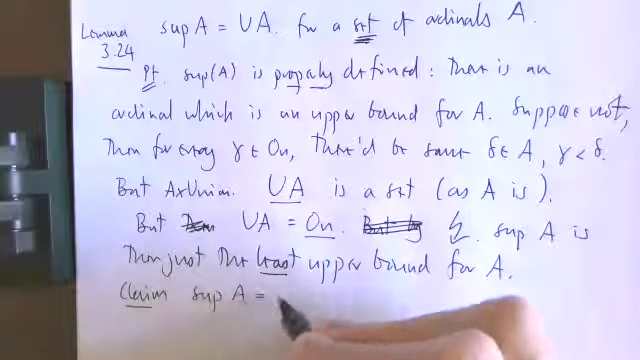 Lemma 3.24 sup A = ∪A. for a set of ordinals A.
Pf. sup(A) is properly defined: There is an
ordinal which is an upper bound for A. Suppose not,
Then for every γ ∈ On, there'd be some δ ∈ A, γ < δ.
But AxUnion. ∪A is a set (as A is).
But ∪A = On. ↯. sup A is
Then just the least upper bound for A.
Claim sup A =